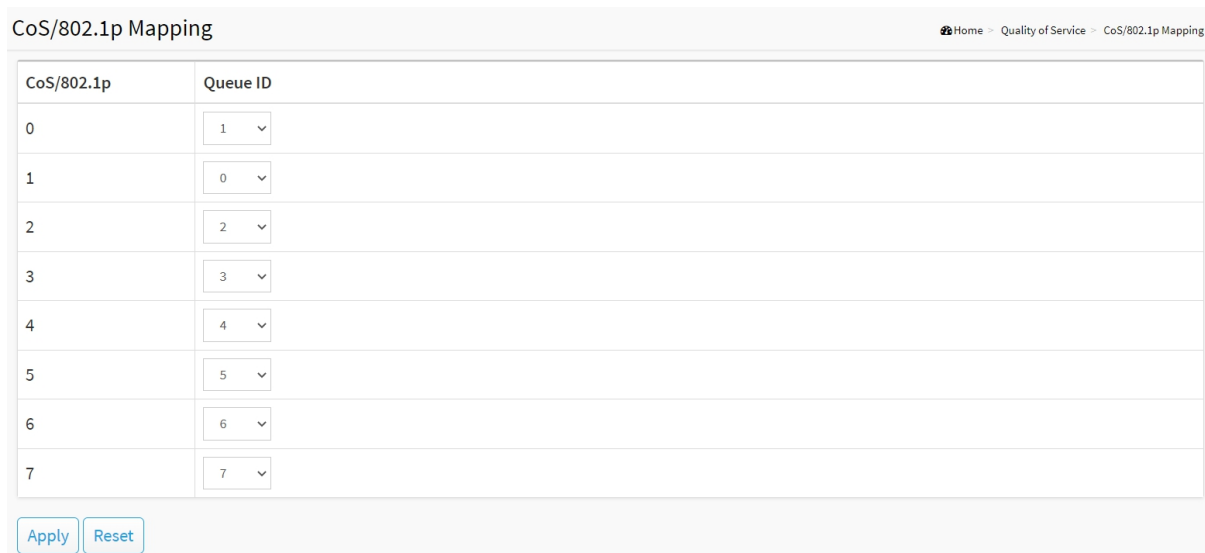 CoS/802.1p Mapping
Home > Quality of Service > CoS/802.1p Mapping
CoS/802.1p Queue ID
0 1
1 0
2 2
3 3
4 4
5 5
6 6
7 7
Apply Reset